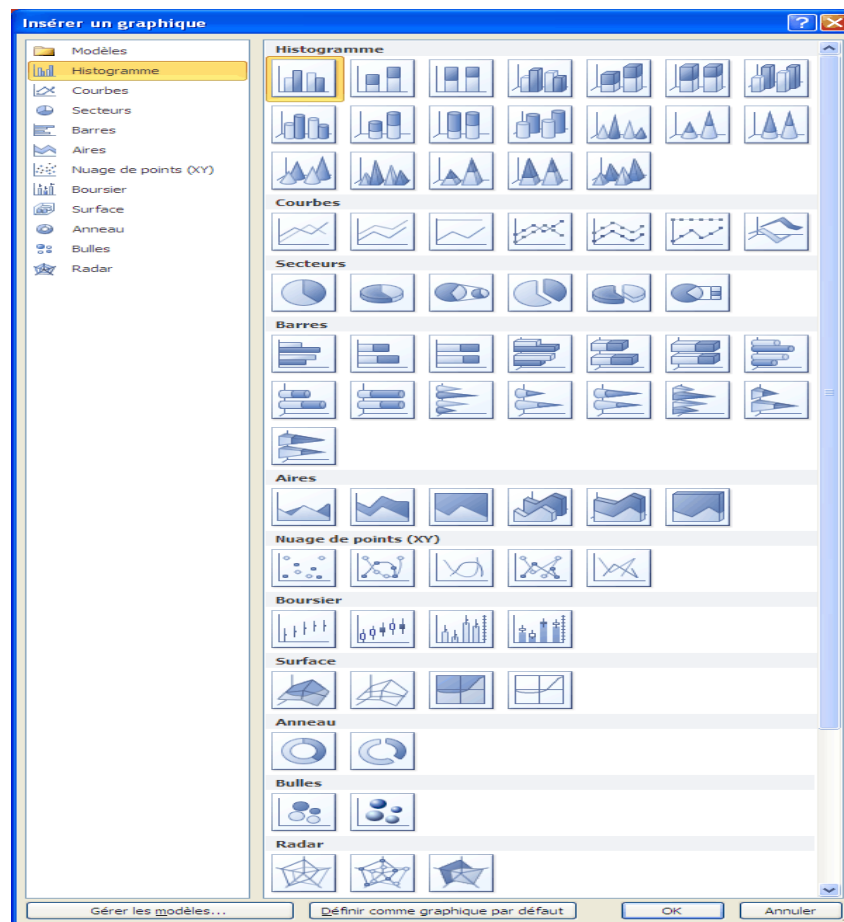 Insérer un graphique
Modèles
Histogramme
Courbes
Secteurs
Barres
Aires
Nuage de points (XY)
Boursier
Surface
Anneau
Bulles
Radar
Histogramme
Courbes
Secteurs
Barres
Aires
Nuage de points (XY)
Boursier
Surface
Anneau
Bulles
Radar
Gérer les modèles...
Définir comme graphique par défaut
OK
Annuler